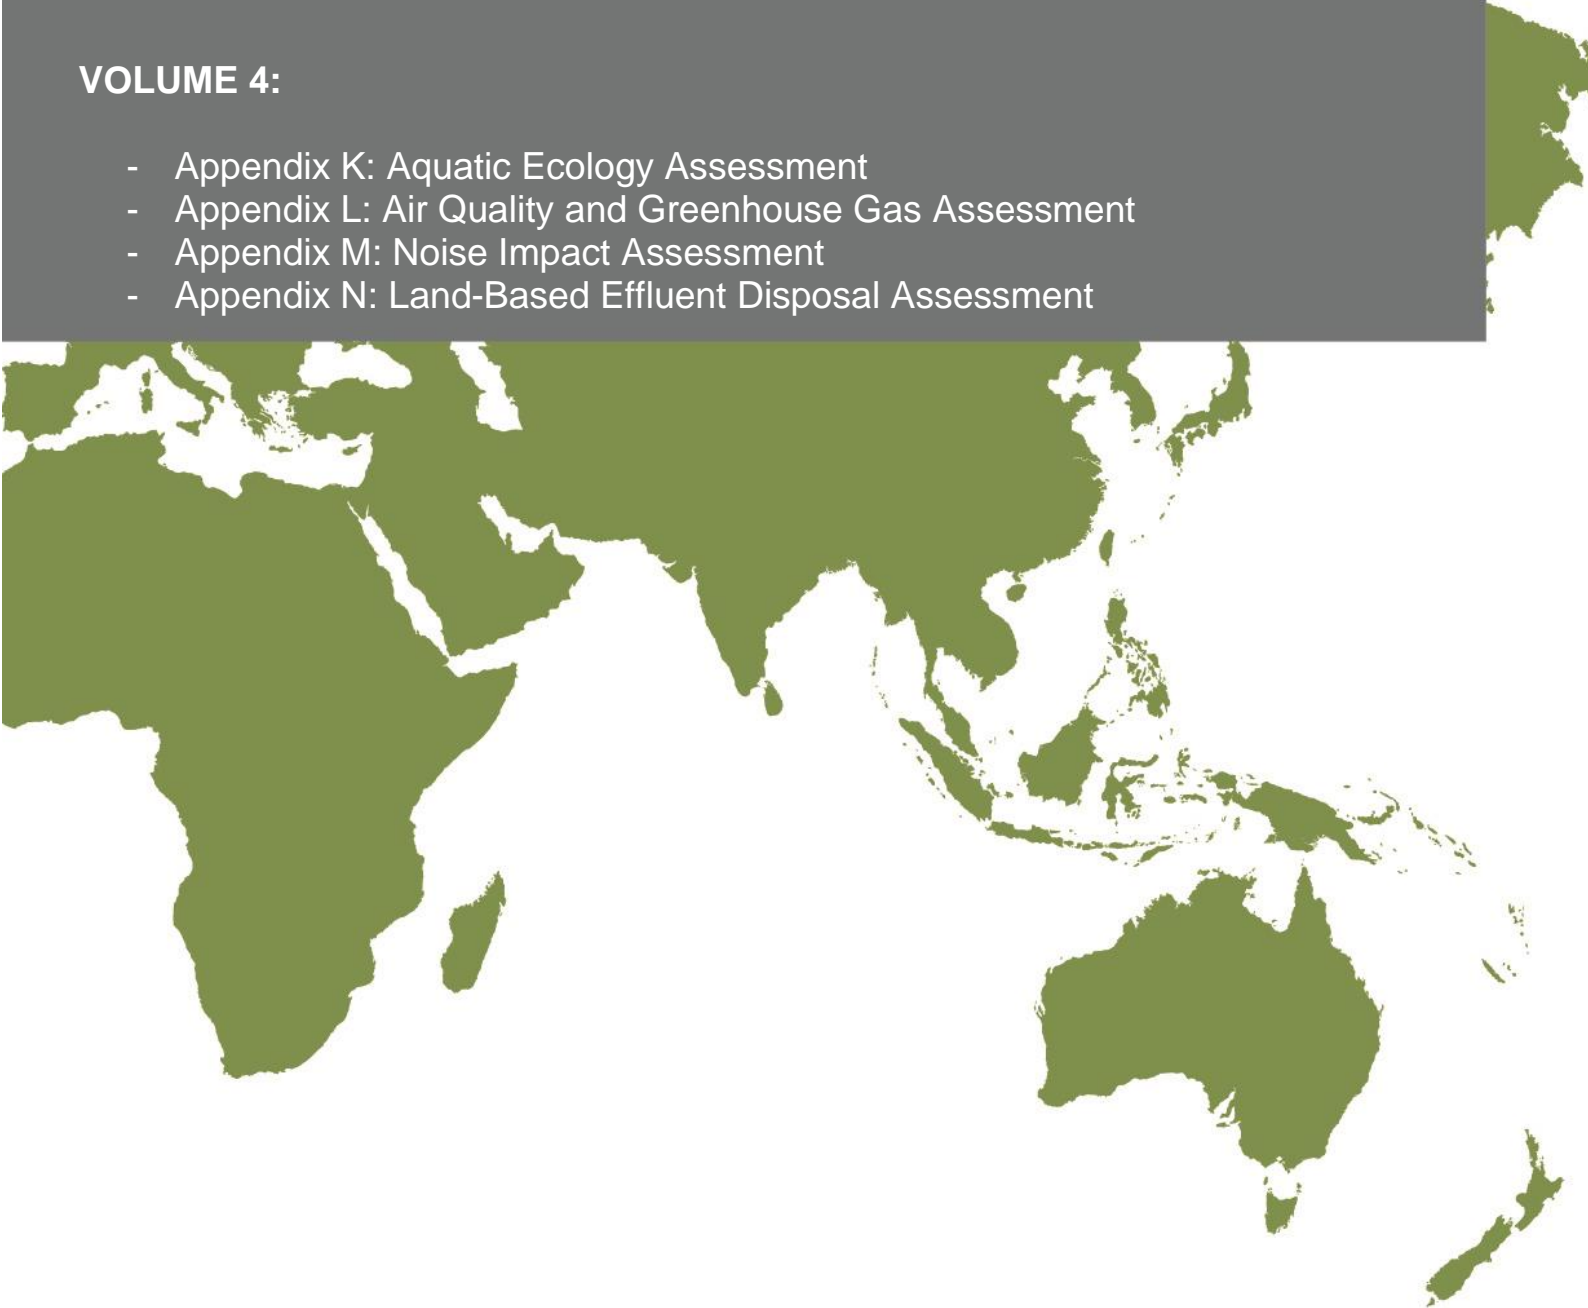 VOLUME 4:
- Appendix K: Aquatic Ecology Assessment
- Appendix L: Air Quality and Greenhouse Gas Assessment
- Appendix M: Noise Impact Assessment
- Appendix N: Land-Based Effluent Disposal Assessment